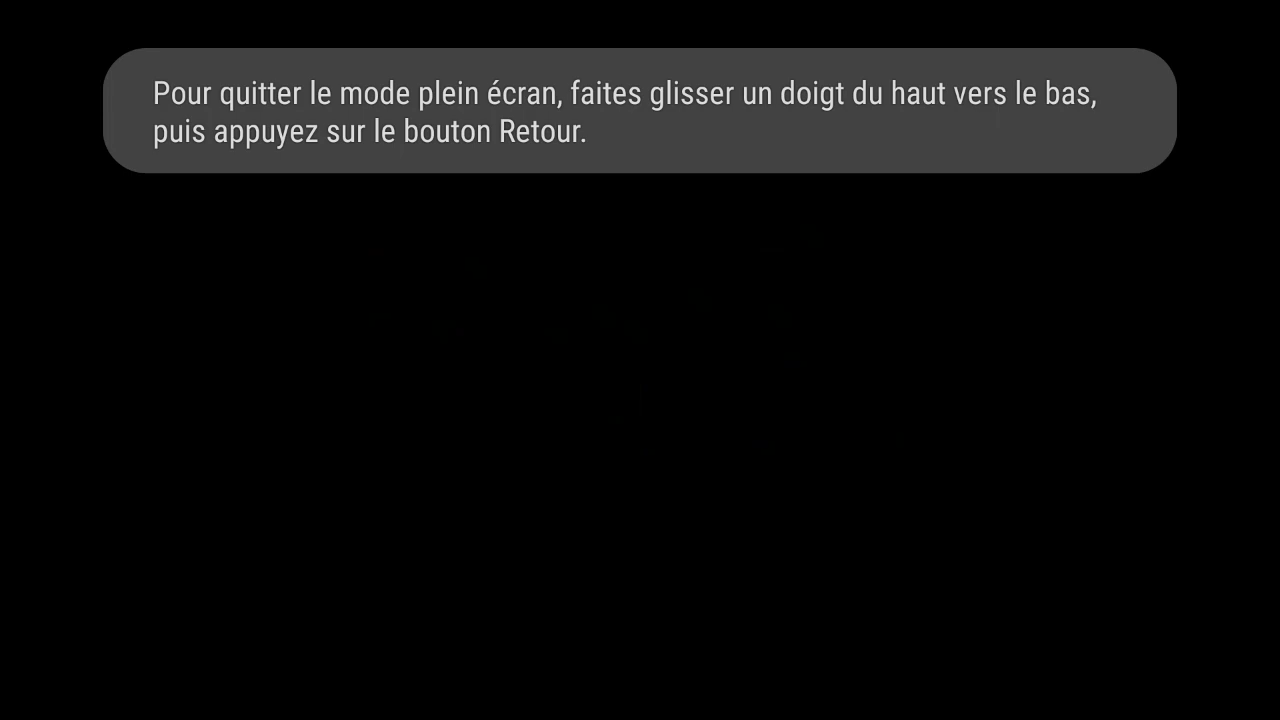 Pour quitter le mode plein écran, faites glisser un doigt du haut vers le bas,
puis appuyez sur le bouton Retour.